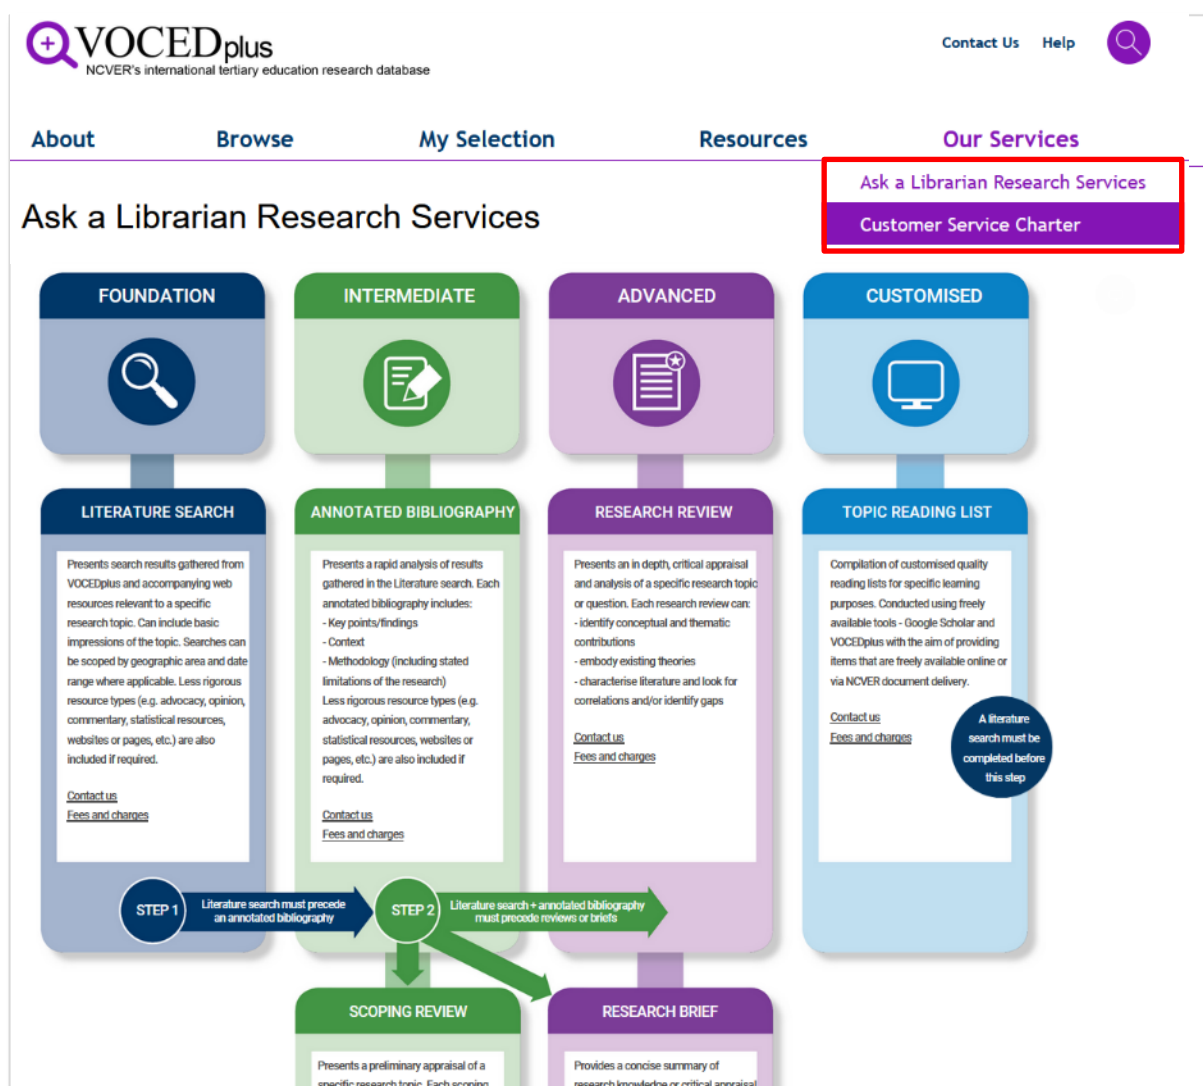 VOCEDplus
NCVER's international tertiary education research database
Contact Us Help
About Browse My Selection Resources Our Services
Ask a Librarian Research Services
Customer Service Charter
Ask a Librarian Research Services
FOUNDATION
LITERATURE SEARCH
Presents search results gathered from
VOCEDplus and accompanying web
resources relevant to a specific
research topic. Can include basic
impressions of the topic. Searches can
be scoped by geographic area and date
range where applicable. Less rigorous
resource types (e.g. advocacy, opinion,
commentary, statistical resources,
websites or pages, etc.) are also
included if required.
Contact us
Fees and charges
INTERMEDIATE
ANNOTATED BIBLIOGRAPHY
Presents a rapid analysis of results
gathered in the Literature search. Each
annotated bibliography includes:
- Key points/findings
- Context
- Methodology (including stated
limitations of the research)
Less rigorous resource types (e.g.
advocacy, opinion, commentary,
statistical resources, websites or
pages, etc.) are also included if
required.
Contact us
Fees and charges
ADVANCED
RESEARCH REVIEW
Presents an in depth, critical appraisal
and analysis of a specific research topic
or question. Each research review can:
- identify conceptual and thematic
contributions
- embody existing theories
- characterise literature and look for
correlations and/or identify gaps
Contact us
Fees and charges
CUSTOMISED
TOPIC READING LIST
Compilation of customised quality
reading lists for specific learning
purposes. Conducted using freely
available tools - Google Scholar and
VOCEDplus with the aim of providing
items that are freely available online or
via NCVER document delivery.
Contact us
Fees and charges
A literature
search must be
completed before
this step
STEP 1
Literature search must precede
an annotated bibliography
STEP 2
Literature search + annotated bibliography
must precede reviews or briefs
SCOPING REVIEW
Presents a preliminary appraisal of a
specific research topic. Each scoping
RESEARCH BRIEF
Provides a concise summary of
research knowledge or critical appraisal